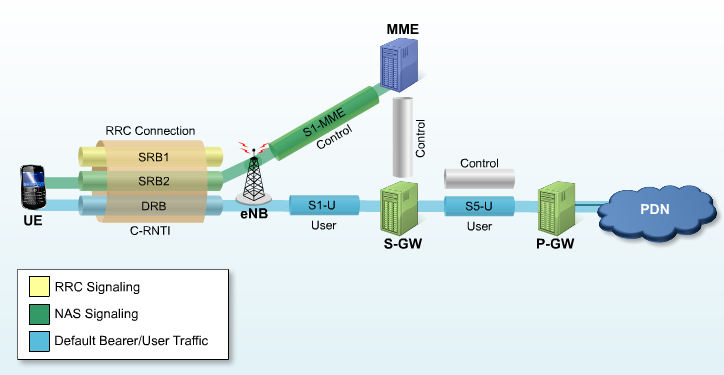 MME
RRC Connection
S1-MME
Control
Control
SRB1
Control
SRB2
DRB
S1-U
S5-U
PDN
UE
C-RNTI
eNB
User
S-GW
User
P-GW
RRC Signaling
NAS Signaling
Default Bearer/User Traffic